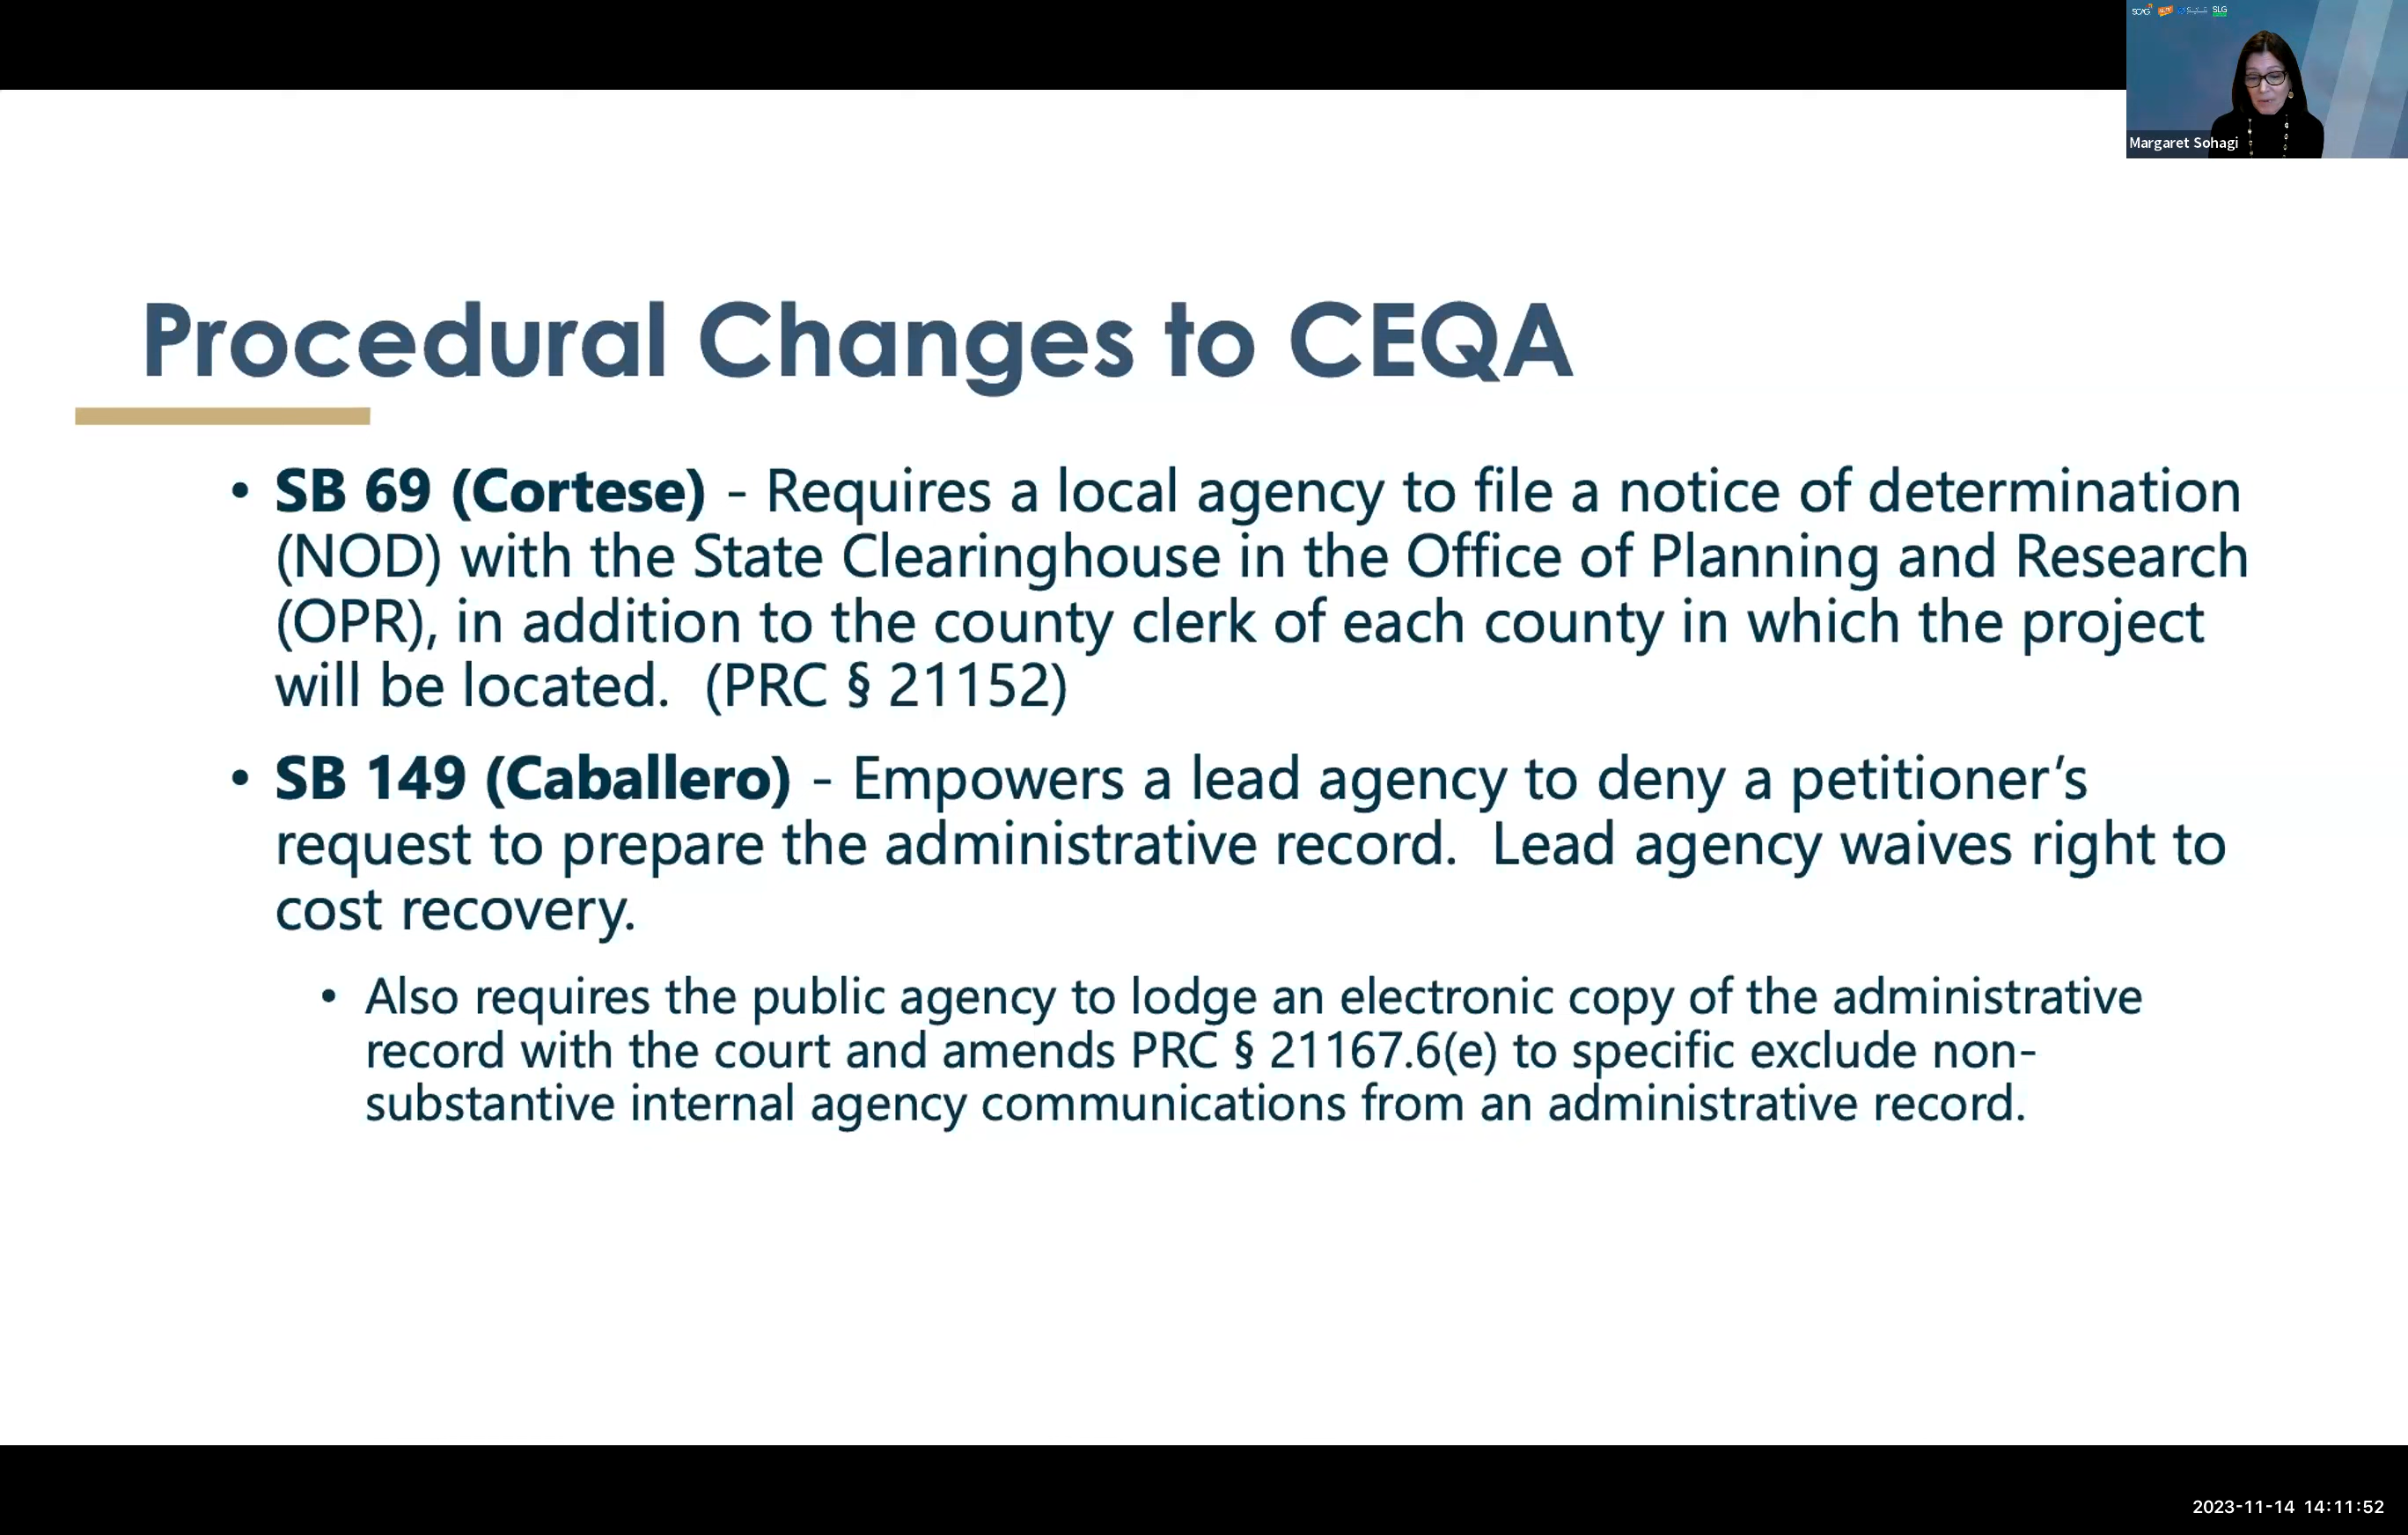 SCAG
SLG
Margaret Sohagi
Procedural Changes to CEQA
• SB 69 (Cortese) - Requires a local agency to file a notice of determination
(NOD) with the State Clearinghouse in the Office of Planning and Research
(OPR), in addition to the county clerk of each county in which the project
will be located.  (PRC § 21152)
• SB 149 (Caballero) - Empowers a lead agency to deny a petitioner’s
request to prepare the administrative record.  Lead agency waives right to
cost recovery.
• Also requires the public agency to lodge an electronic copy of the administrative
record with the court and amends PRC § 21167.6(e) to specific exclude non-
substantive internal agency communications from an administrative record.
2023-11-14 14:11:52